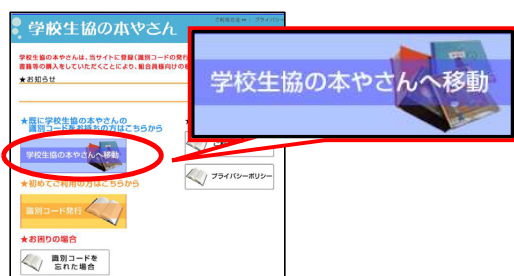 学校生協の本やさん
ご利用方法
プライバシー
学校生協の本やさんは、当サイトに登録(識別コードの発行
書籍等の購入をしていただくことにより、組合員様向けの
★お知らせ
学校生協の本やさんへ移動
★既に学校生協の本やさんの
識別コードをお持ちの方はこちらから
学校生協の本やさんへ移動
プライバシーポリシー
★初めてご利用の方はこちらから
識別コード発行
★お困りの場合
識別コードを
忘れた場合